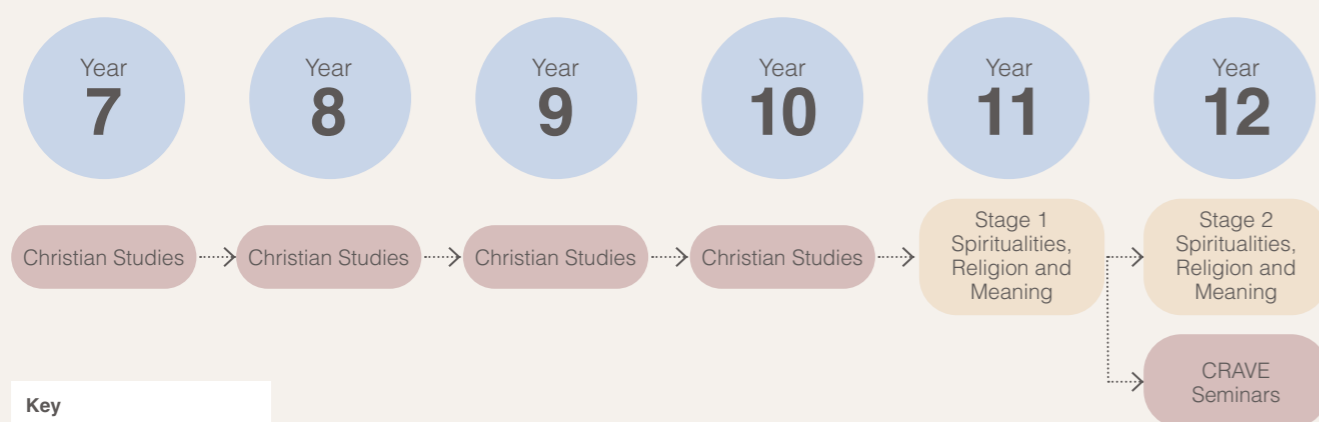 Year
7
Year
8
Year
9
Year
10
Year
11
Year
12
Christian Studies
Christian Studies
Christian Studies
Christian Studies
Stage 1
Spiritualities,
Religion and
Meaning
Stage 2
Spiritualities,
Religion and
Meaning
CRAVE
Seminars
Key